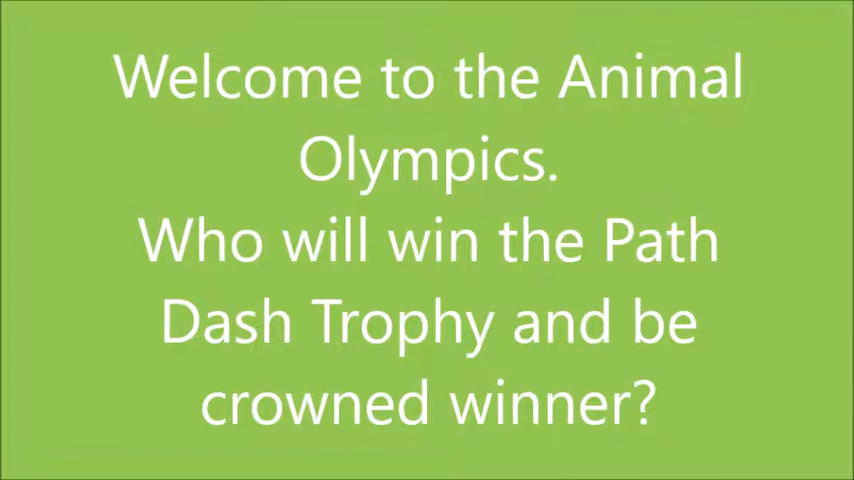 Welcome to the Animal
Olympics.
Who will win the Path
Dash Trophy and be
crowned winner?